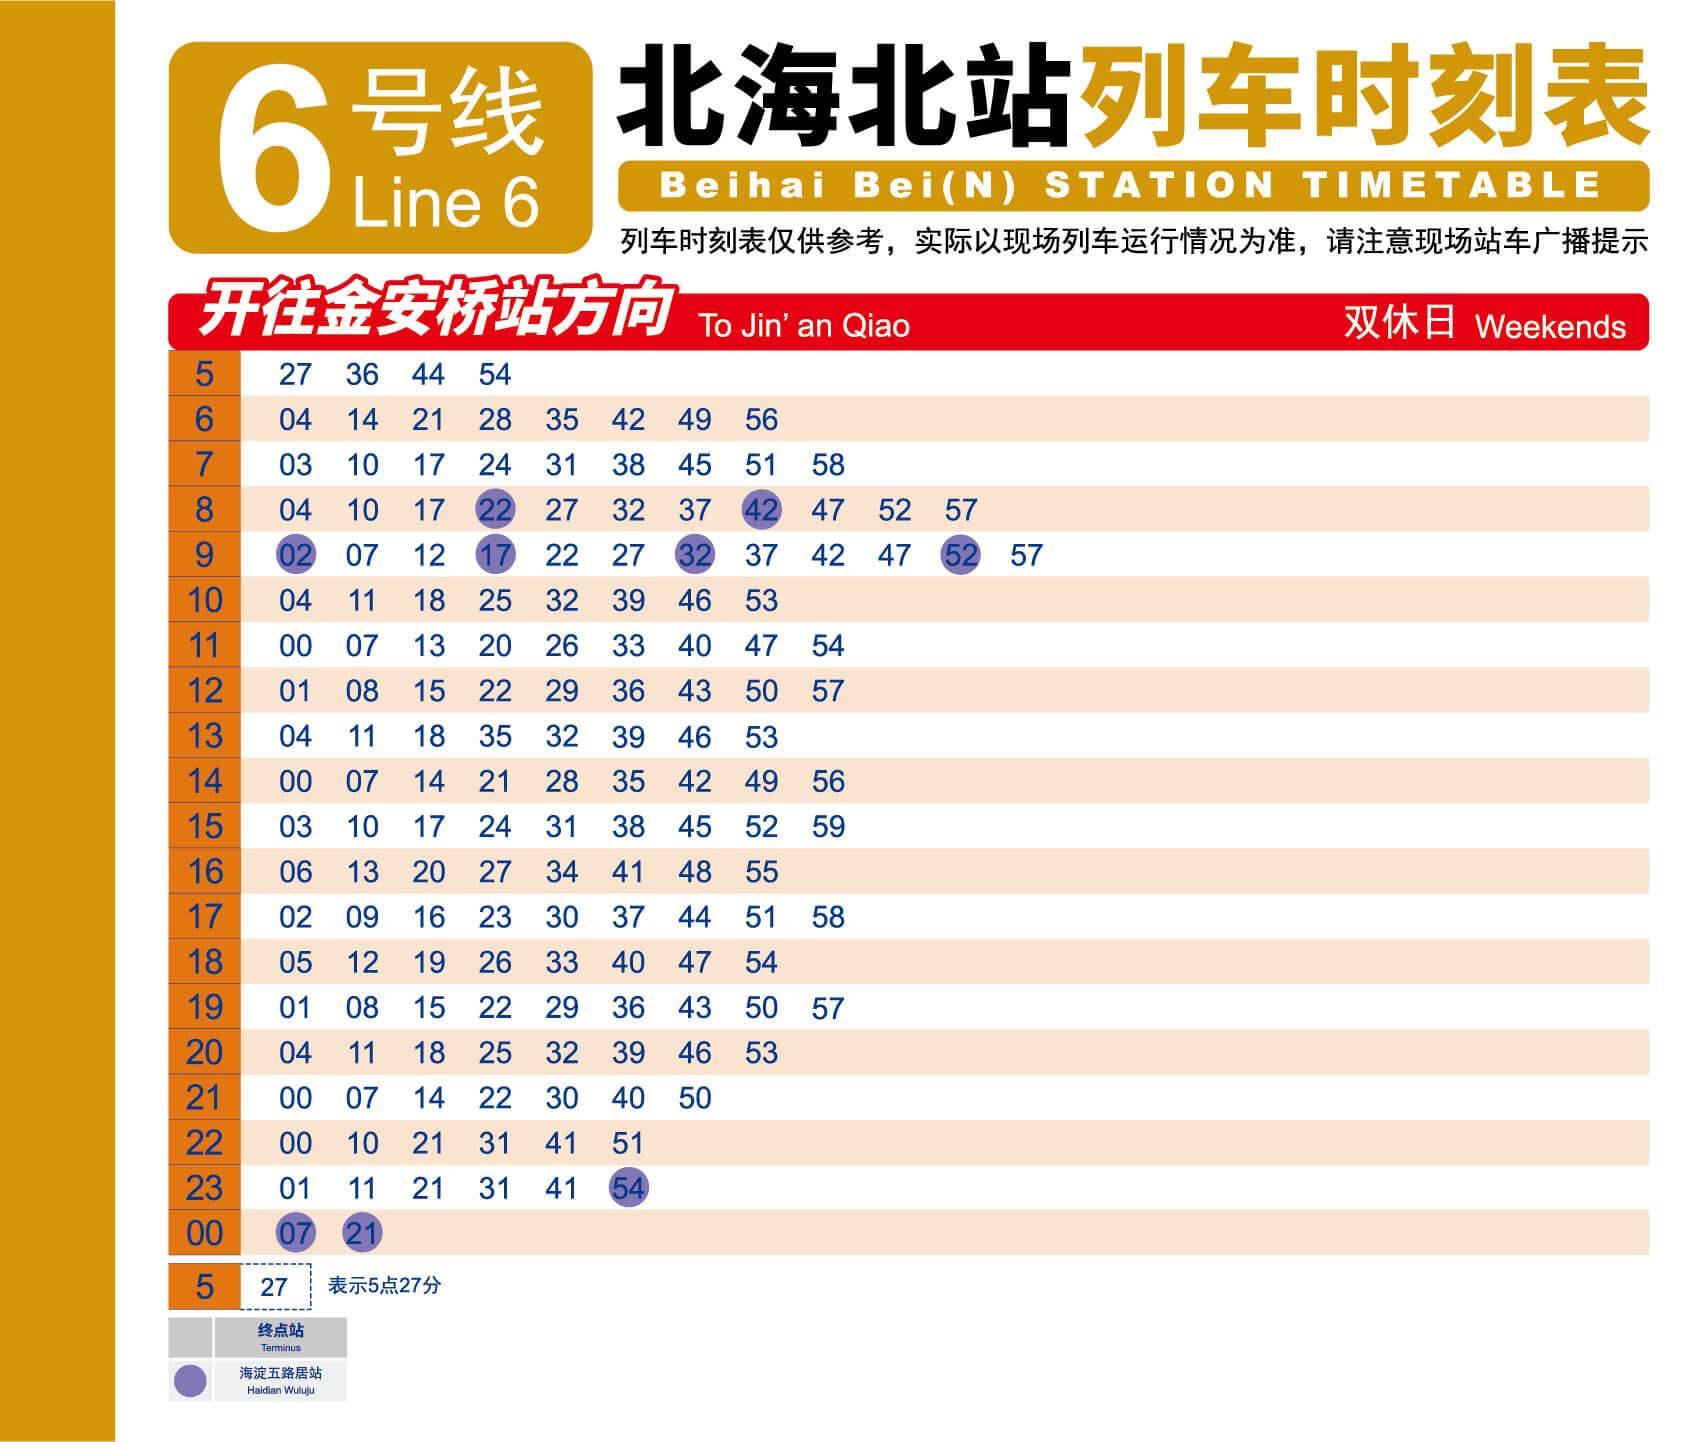 6号线
Line 6
北海北站列车时刻表
Beihai Bei(N) STATION TIMETABLE
列车时刻表仅供参考，实际以现场列车运行情况为准，请注意现场站车广播提示
开往金安桥站方向 To Jin’ an Qiao 双休日 Weekends
5 27 36 44 54
6 04 14 21 28 35 42 49 56
7 03 10 17 24 31 38 45 51 58
8 04 10 17 22 27 32 37 42 47 52 57
9 02 07 12 17 22 27 32 37 42 47 52 57
10 04 11 18 25 32 39 46 53
11 00 07 13 20 26 33 40 47 54
12 01 08 15 22 29 36 43 50 57
13 04 11 18 35 32 39 46 53
14 00 07 14 21 28 35 42 49 56
15 03 10 17 24 31 38 45 52 59
16 06 13 20 27 34 41 48 55
17 02 09 16 23 30 37 44 51 58
18 05 12 19 26 33 40 47 54
19 01 08 15 22 29 36 43 50 57
20 04 11 18 25 32 39 46 53
21 00 07 14 22 30 40 50
22 00 10 21 31 41 51
23 01 11 21 31 41 54
00 07 21
5 27 表示5点27分
终点站
Terminus
海淀五路居站
Haidian Wuluju